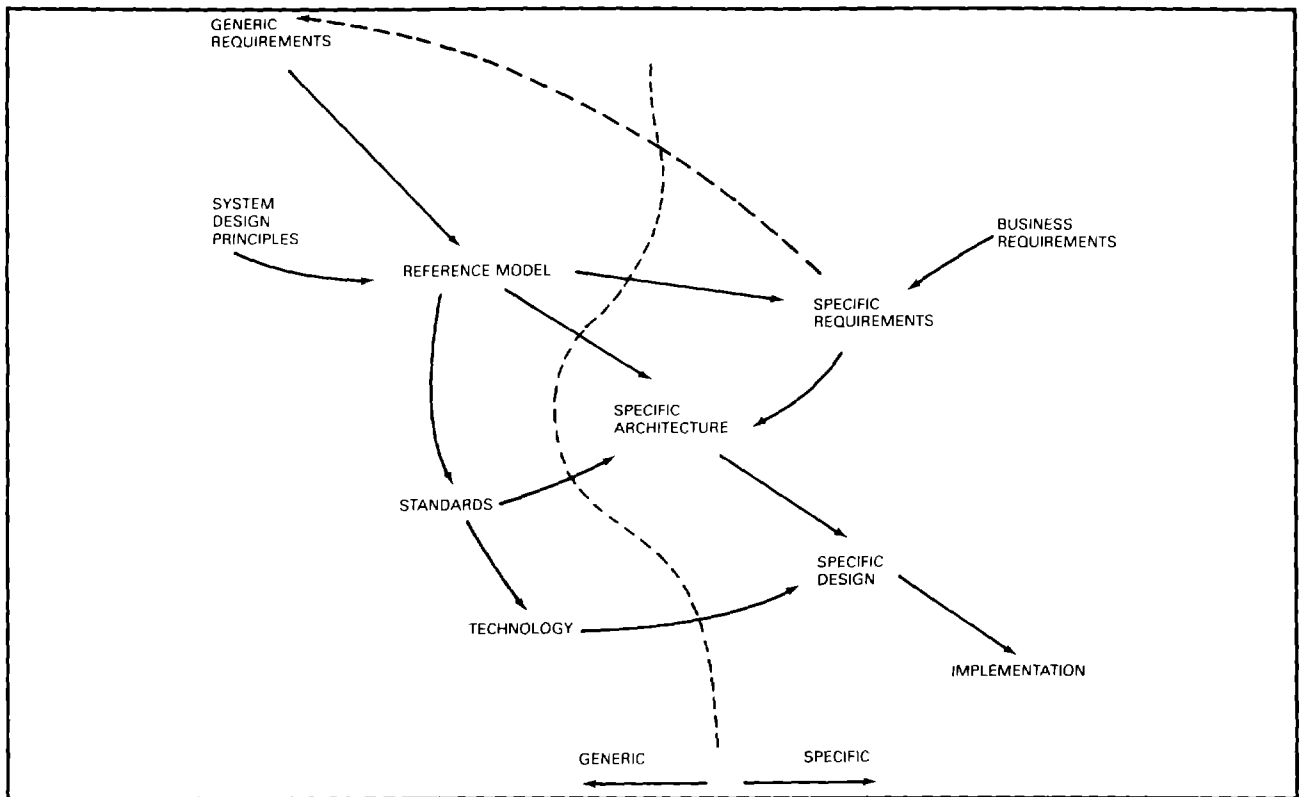 GENERIC
REQUIREMENTS
SYSTEM
DESIGN
PRINCIPLES
BUSINESS
REQUIREMENTS
REFERENCE MODEL
SPECIFIC
REQUIREMENTS
SPECIFIC
ARCHITECTURE
STANDARDS
SPECIFIC
DESIGN
TECHNOLOGY
IMPLEMENTATION
GENERIC
SPECIFIC